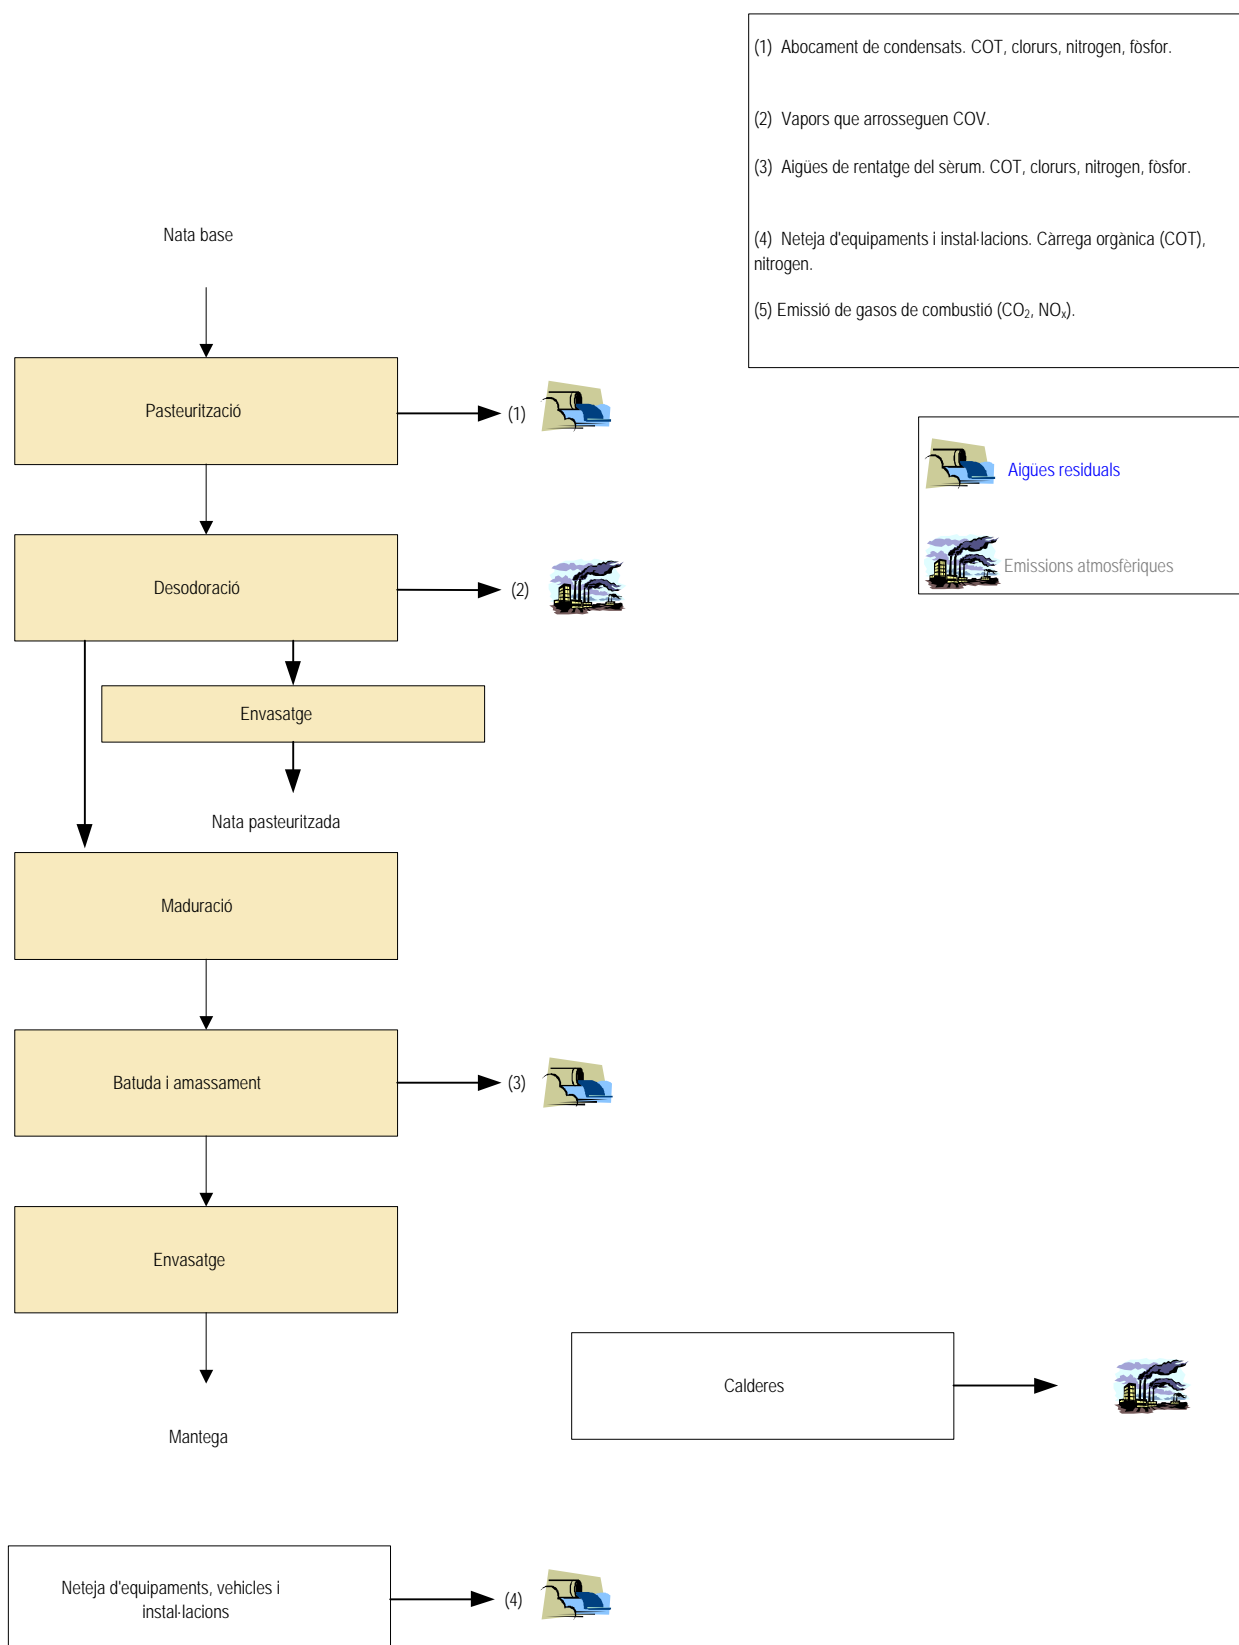 (1) Abocament de condensats. COT, clorurs, nitrogen, fòsfor.
(2) Vapors que arrosseguen COV.
(3) Aigües de rentatge del sèrum. COT, clorurs, nitrogen, fòsfor.
(4) Neteja d'equipaments i instal·lacions. Càrrega orgànica (COT),
nitrogen.
(5) Emissió de gasos de combustió (CO₂, NOₓ).
Nata base
Pasteurització
(1)
Aigües residuals
Emissions atmosfèriques
Desodoració
(2)
Envasatge
Nata pasteuritzada
Maduració
Batuda i amassament
(3)
Envasatge
Calderes
Mantega
Neteja d'equipaments, vehicles i
instal·lacions
(4)